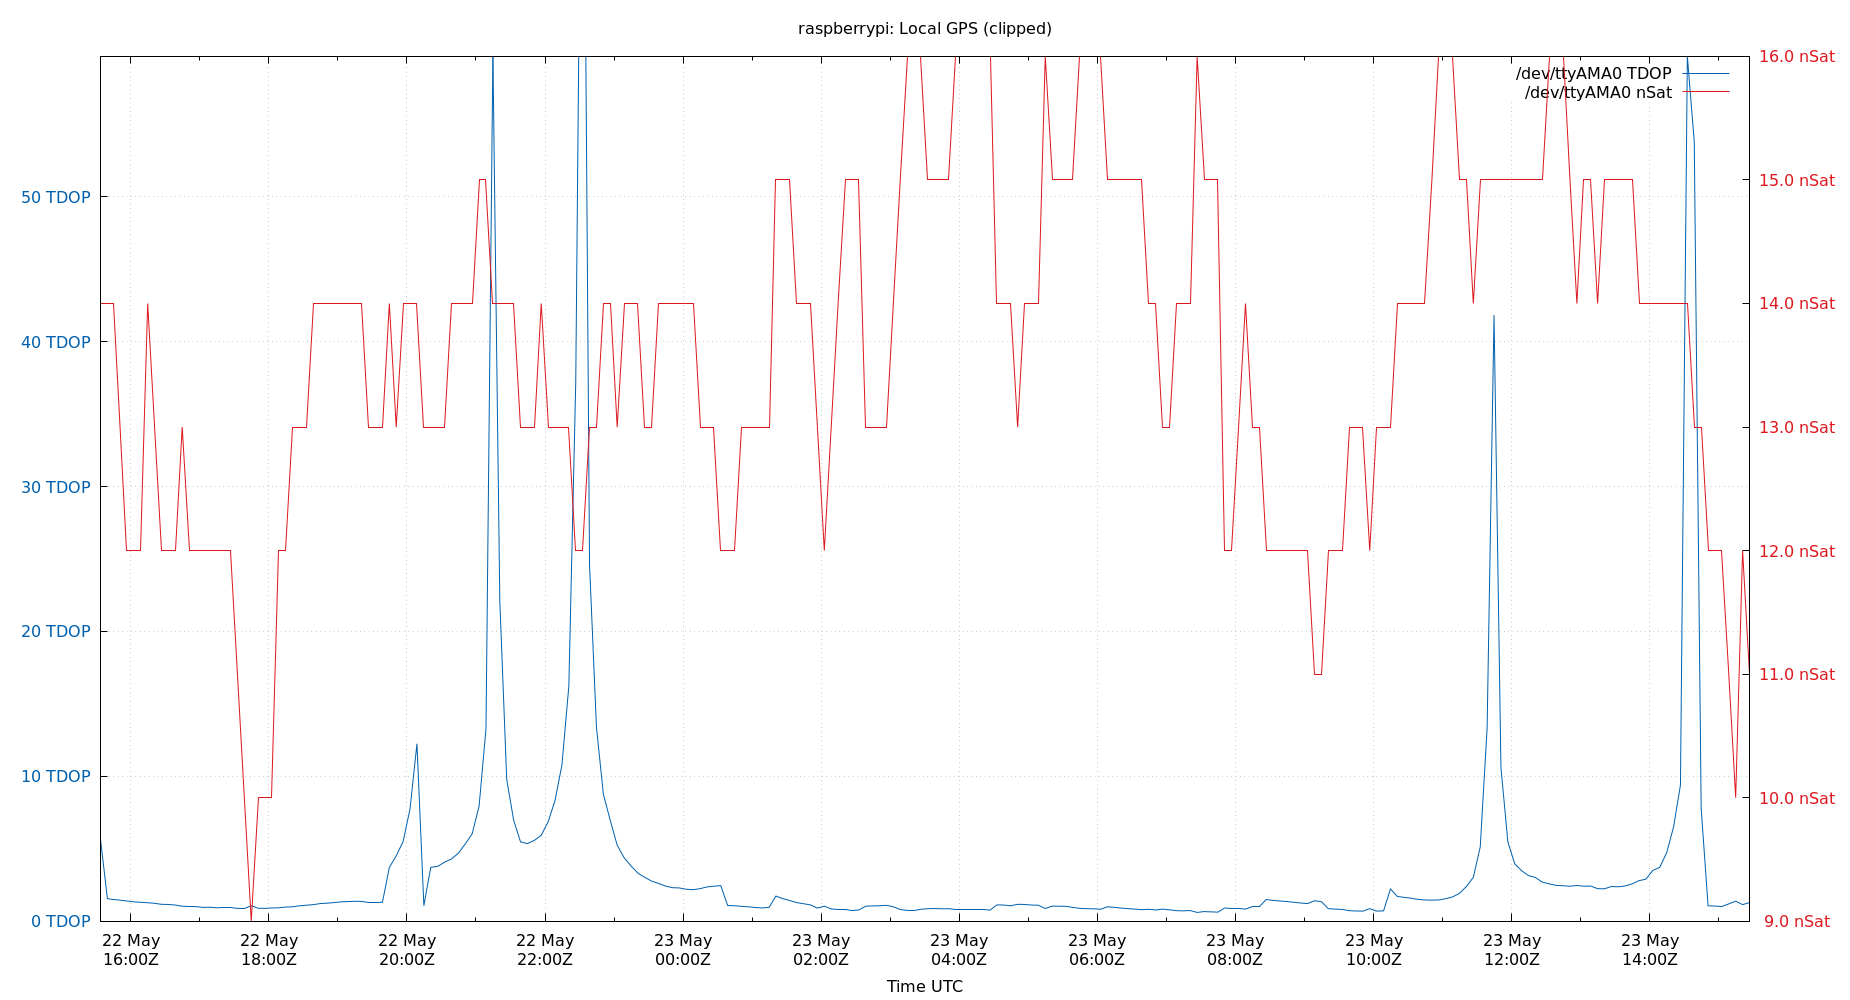 raspberrypi: Local GPS (clipped)
/dev/ttyAMA0 TDOP
/dev/ttyAMA0 nSat
50 TDOP
40 TDOP
30 TDOP
20 TDOP
10 TDOP
0 TDOP
16.0 nSat
15.0 nSat
14.0 nSat
13.0 nSat
12.0 nSat
11.0 nSat
10.0 nSat
9.0 nSat
22 May
16:00Z
22 May
18:00Z
22 May
20:00Z
22 May
22:00Z
23 May
00:00Z
23 May
02:00Z
23 May
04:00Z
23 May
06:00Z
23 May
08:00Z
23 May
10:00Z
23 May
12:00Z
23 May
14:00Z
Time UTC